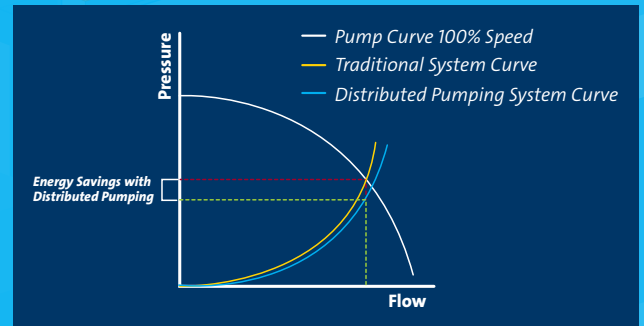 Pressure
Pump Curve 100% Speed
Traditional System Curve
Distributed Pumping System Curve
Energy Savings with
Distributed Pumping
Flow